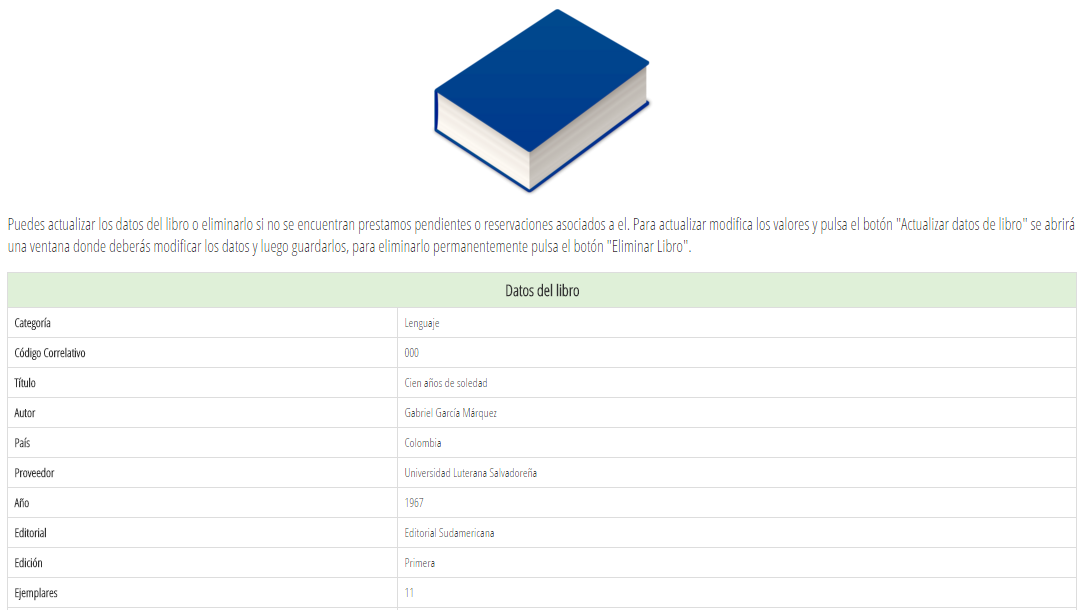 Puedes actualizar los datos del libro o eliminarlo si no se encuentran prestamos pendientes o reservaciones asociados a el. Para actualizar modifica los valores y pulsa el botón "Actualizar datos de libro" se abrirá
una ventana donde deberás modificar los datos y luego guardarlos, para eliminarlo permanentemente pulsa el botón "Eliminar Libro".
Datos del libro
Categoría Lenguaje
Código Correlativo 000
Título Cien años de soledad
Autor Gabriel García Márquez
País Colombia
Proveedor Universidad Luterana Salvadoreña
Año 1967
Editorial Editorial Sudamericana
Edición Primera
Ejemplares 11